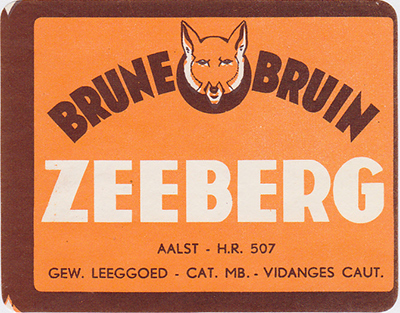 BRUNE BRUIN
ZEEBERG
AALST - H.R. 507
GEW. LEEGGOED - CAT. MB. - VIDANGES CAUT.